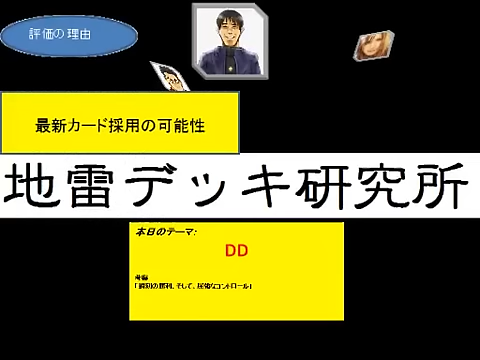 評価の理由
最新カード採用の可能性
地雷デッキ研究所
本日のテーマ:
DD